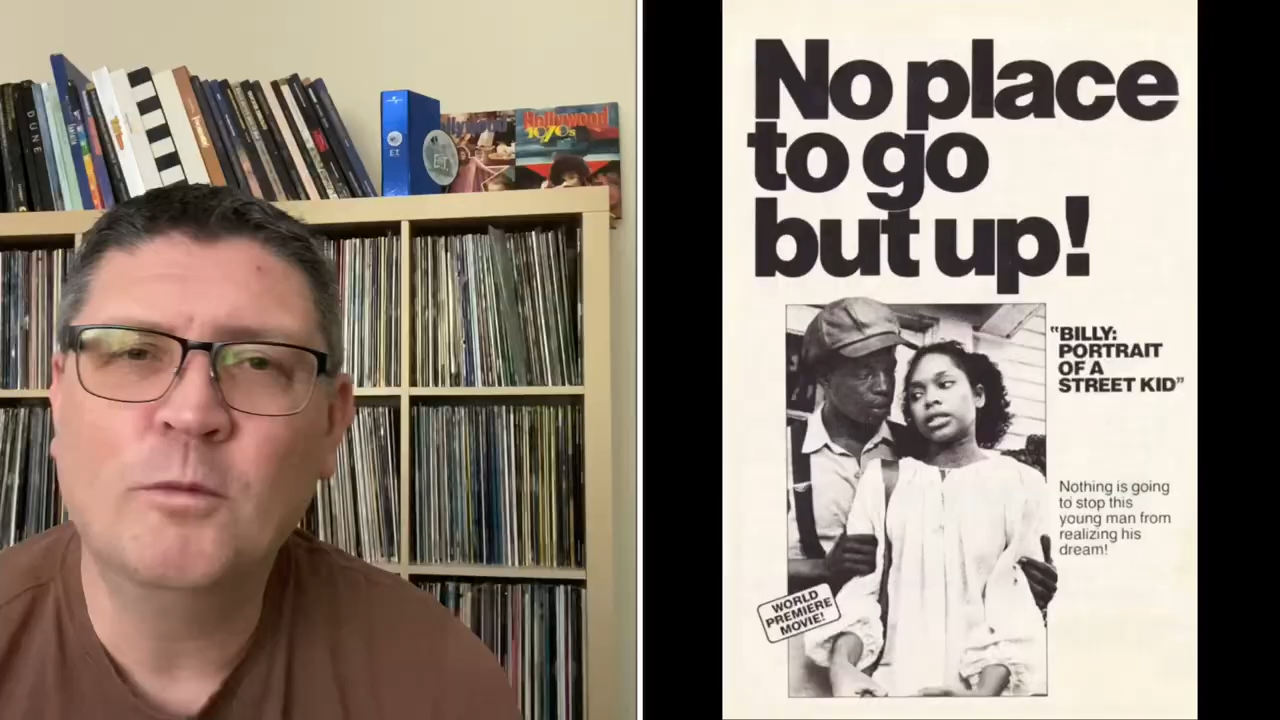 DUNE
E.T.
Hollywood
Hollywood
1970s
No place
to go
but up!
"BILLY:
PORTRAIT
OF A
STREET KID"
Nothing is going
to stop this
young man from
realizing his
dream!
WORLD
PREMIERE
MOVIE!